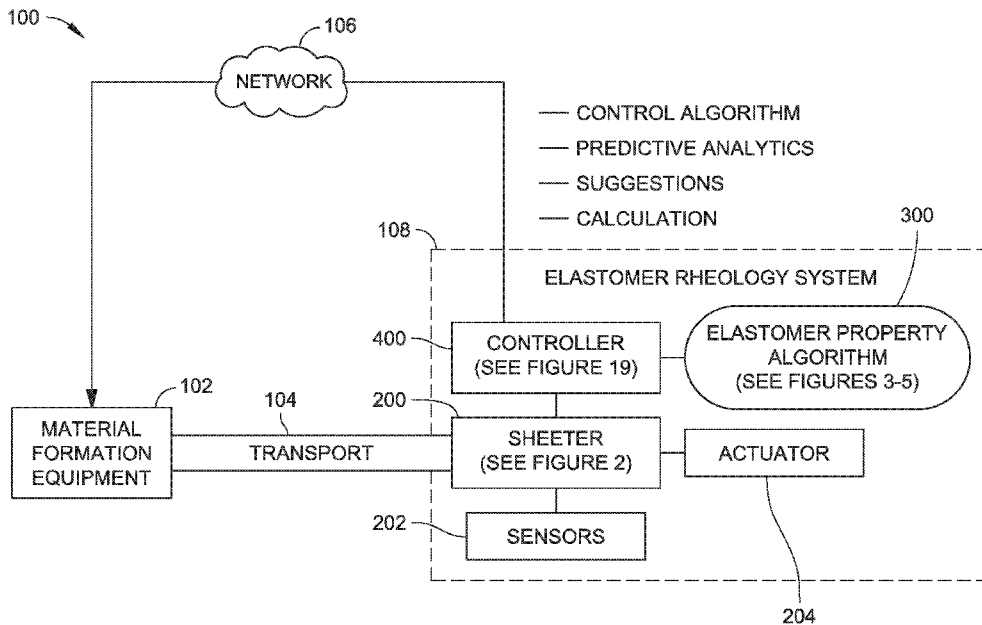 100
106
NETWORK
— CONTROL ALGORITHM
— PREDICTIVE ANALYTICS
— SUGGESTIONS
— CALCULATION
300
108
ELASTOMER RHEOLOGY SYSTEM
400
CONTROLLER
(SEE FIGURE 19)
ELASTOMER PROPERTY
ALGORITHM
(SEE FIGURES 3-5)
102
104
200
MATERIAL
FORMATION
EQUIPMENT
TRANSPORT
SHEETER
(SEE FIGURE 2)
ACTUATOR
202
SENSORS
204